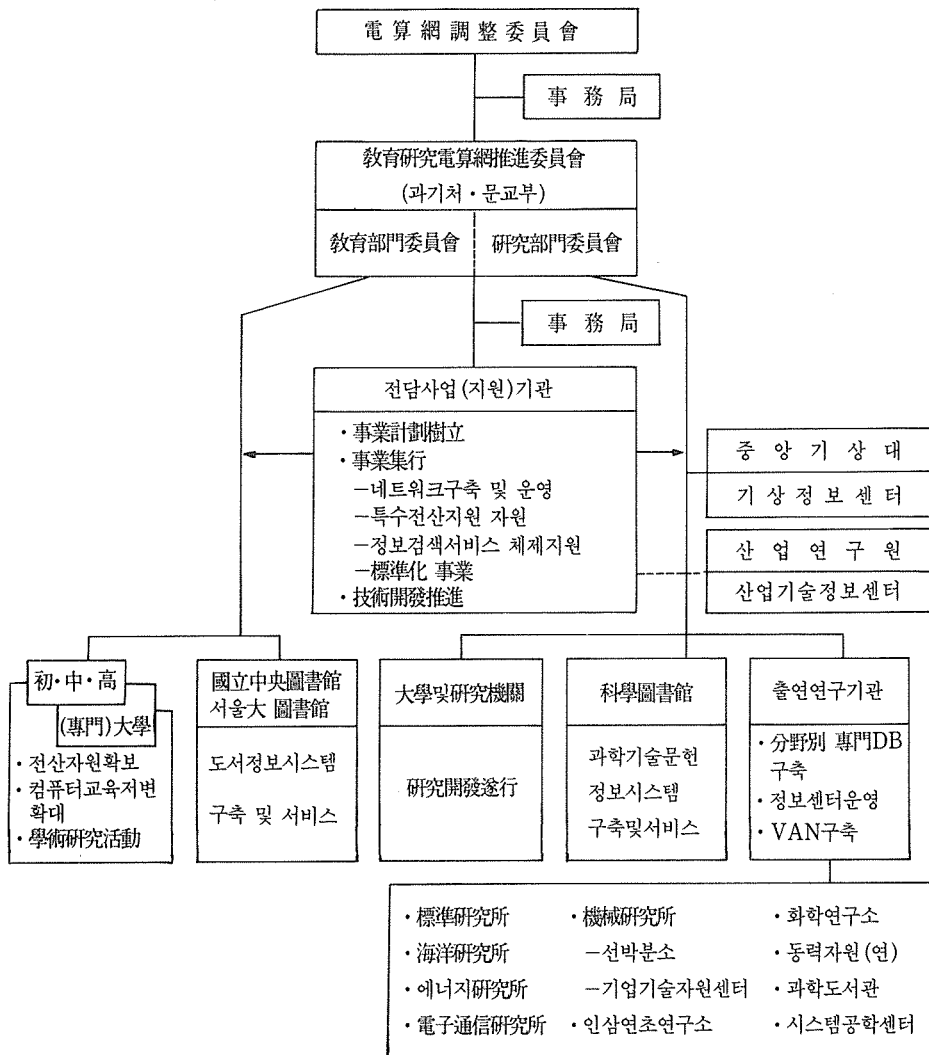 電算網調整委員會
事務局
敎育硏究電算網推進委員會
(과기처·문교부)
敎育部門委員會
硏究部門委員會
事務局
전담사업(지원)기관
·事業計劃樹立
·事業集行
-네트워크구축 및 운영
-특수전산지원 자원
-정보검색서비스 체제지원
-標準化 事業
·技術開發推進
중앙기상대
기상정보센터
산업연구원
산업기술정보센터
初·中·高
(專門)大學
·전산자원확보
·컴퓨터교육저변
확대
·學術硏究活動
國立中央圖書館
서울大 圖書館
도서정보시스템
구축 및 서비스
大學및硏究機關
硏究開發遂行
科學圖書館
과학기술문헌
정보시스템
구축및서비스
출연연구기관
·分野別 專門DB
구축
·정보센터운영
·VAN구축
·標準硏究所
·海洋硏究所
·에너지硏究所
·電子通信硏究所
·機械硏究所
-선박분소
-기업기술자원센터
·인삼연초연구소
·화학연구소
·동력자원(연)
·과학도서관
·시스템공학센터